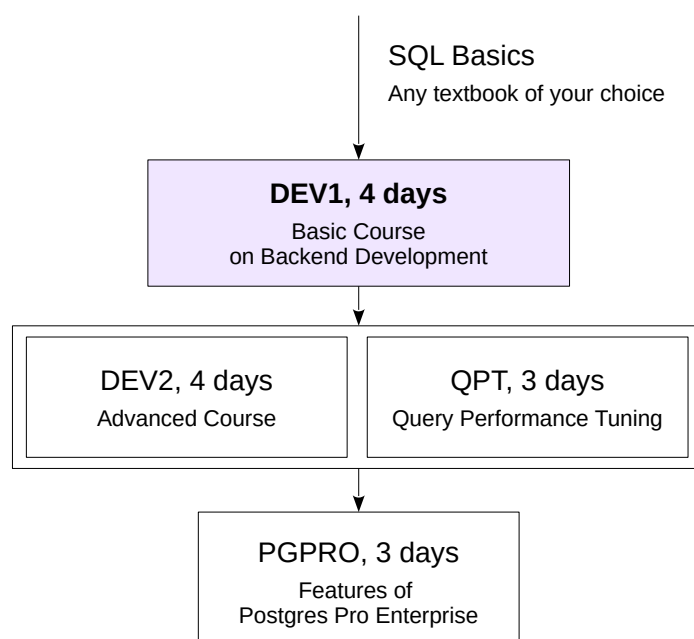 SQL Basics
Any textbook of your choice
DEV1, 4 days
Basic Course
on Backend Development
DEV2, 4 days
Advanced Course
QPT, 3 days
Query Performance Tuning
PGPRO, 3 days
Features of
Postgres Pro Enterprise